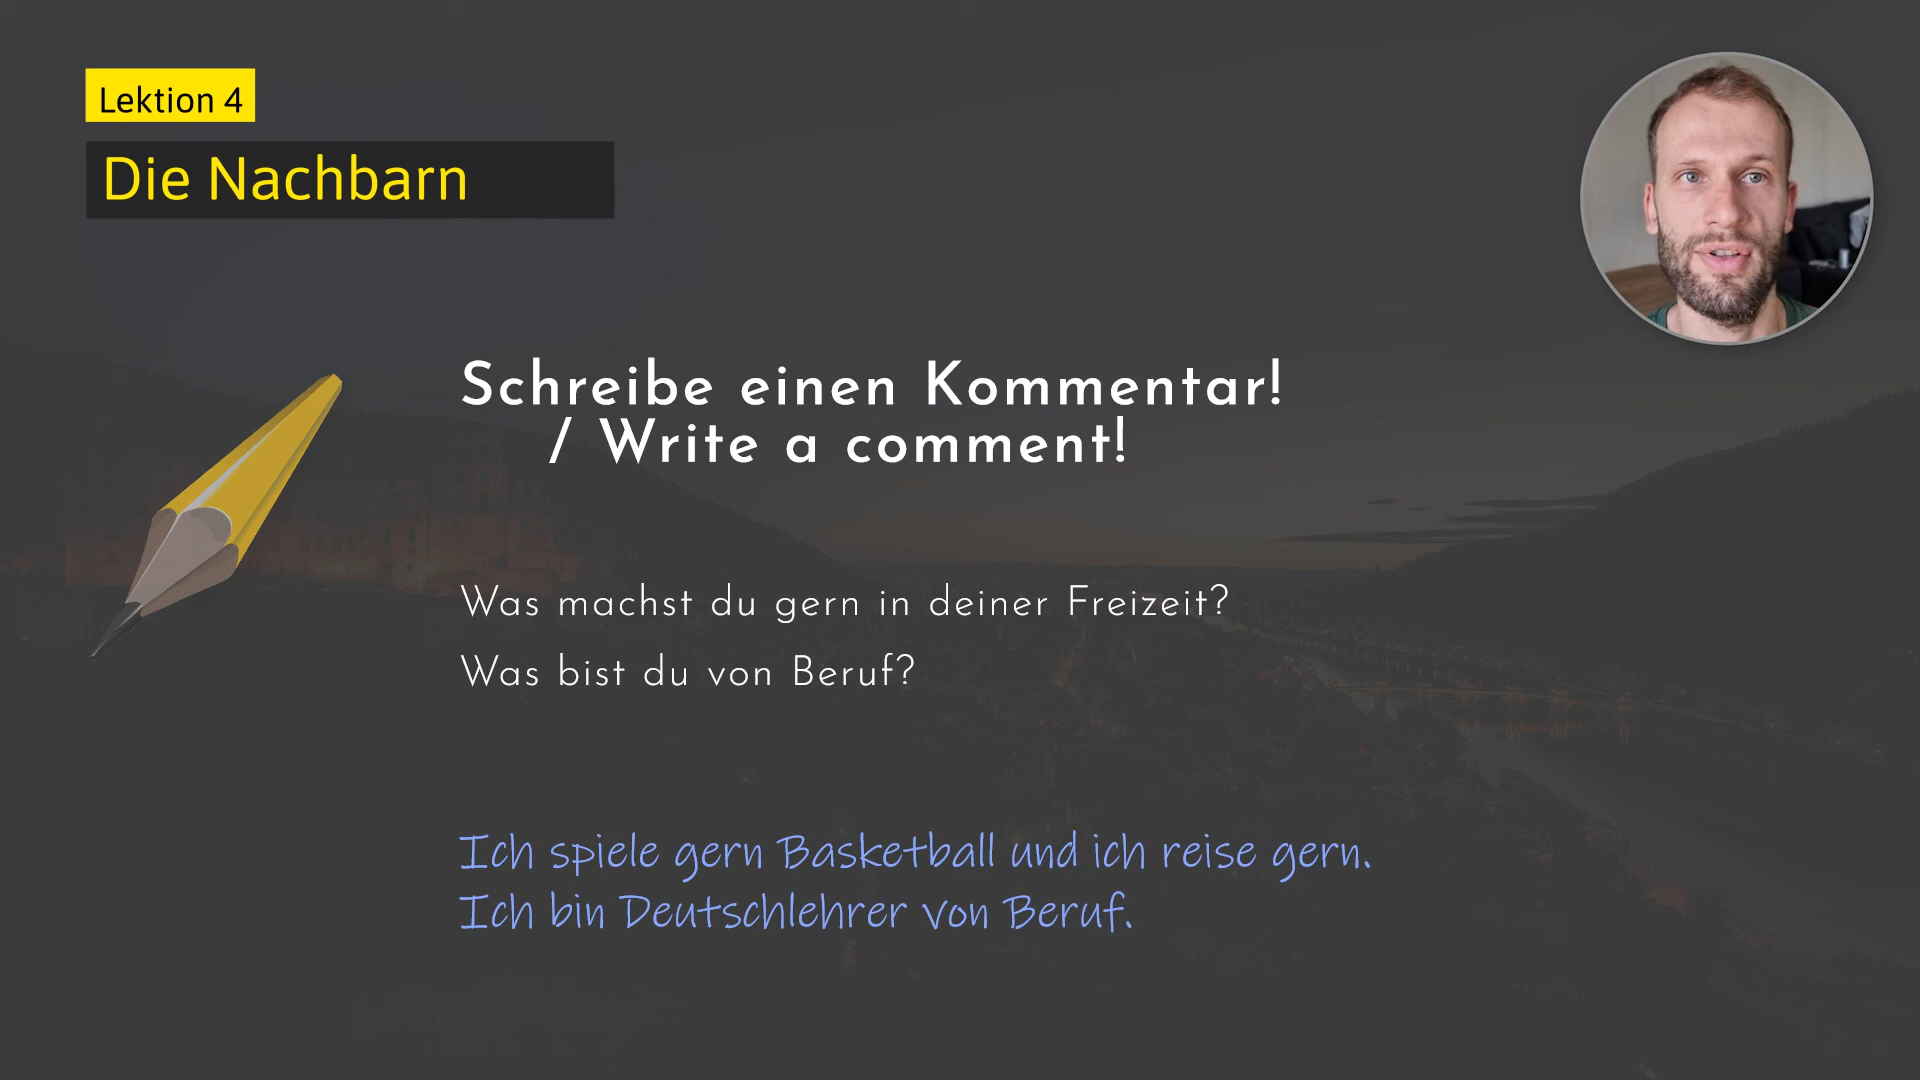 Lektion 4
Die Nachbarn
Schreibe einen Kommentar!
/ Write a comment!
Was machst du gern in deiner Freizeit?
Was bist du von Beruf?
Ich spiele gern Basketball und ich reise gern.
Ich bin Deutschlehrer von Beruf.